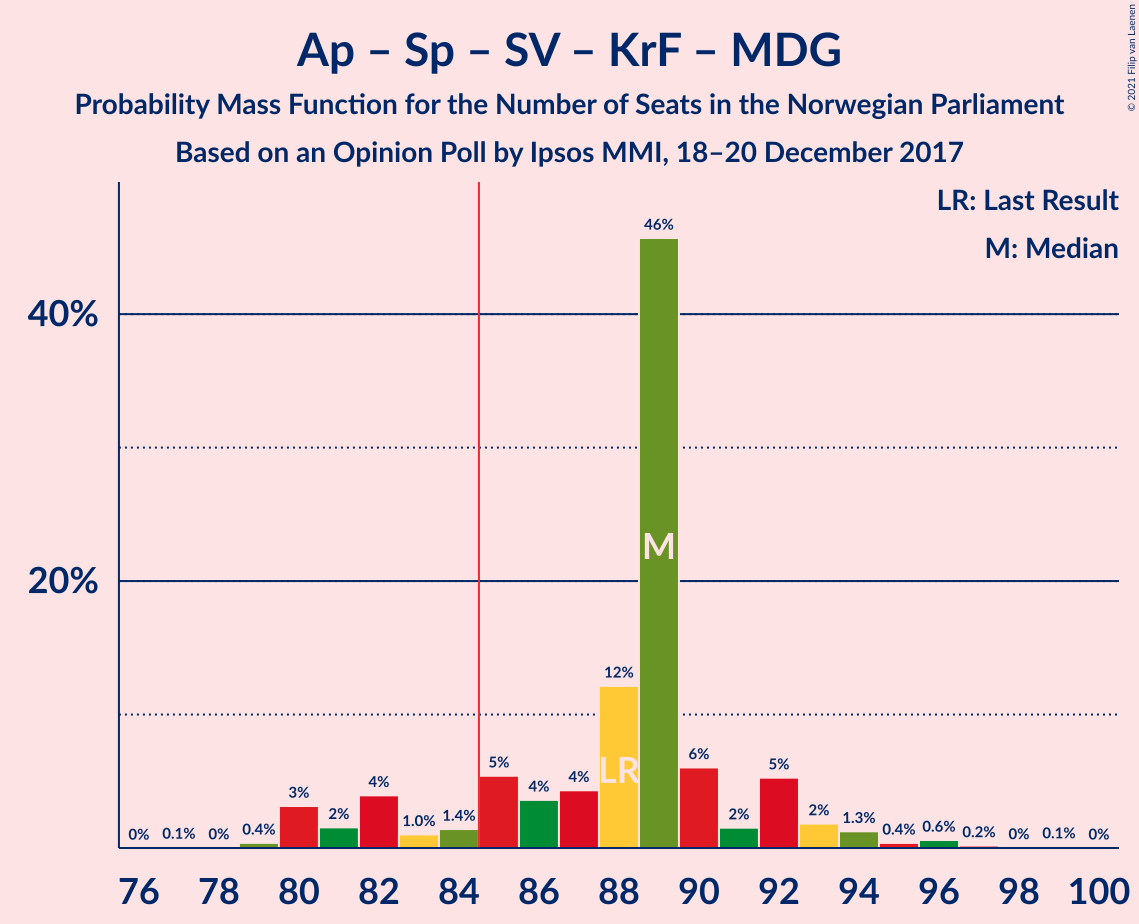 Ap – Sp – SV – KrF – MDG
Probability Mass Function for the Number of Seats in the Norwegian Parliament
Based on an Opinion Poll by Ipsos MMI, 18–20 December 2017
© 2021 Filip van Laenen
LR: Last Result
M: Median
46%
40%
M
20%
12%
LR
0% 0.1% 0% 0.4% 3% 2% 4% 1.0% 1.4% 5% 4% 4% 6% 2% 5% 2% 1.3% 0.4% 0.6% 0.2% 0% 0.1% 0%
76 78 80 82 84 86 88 90 92 94 96 98 100